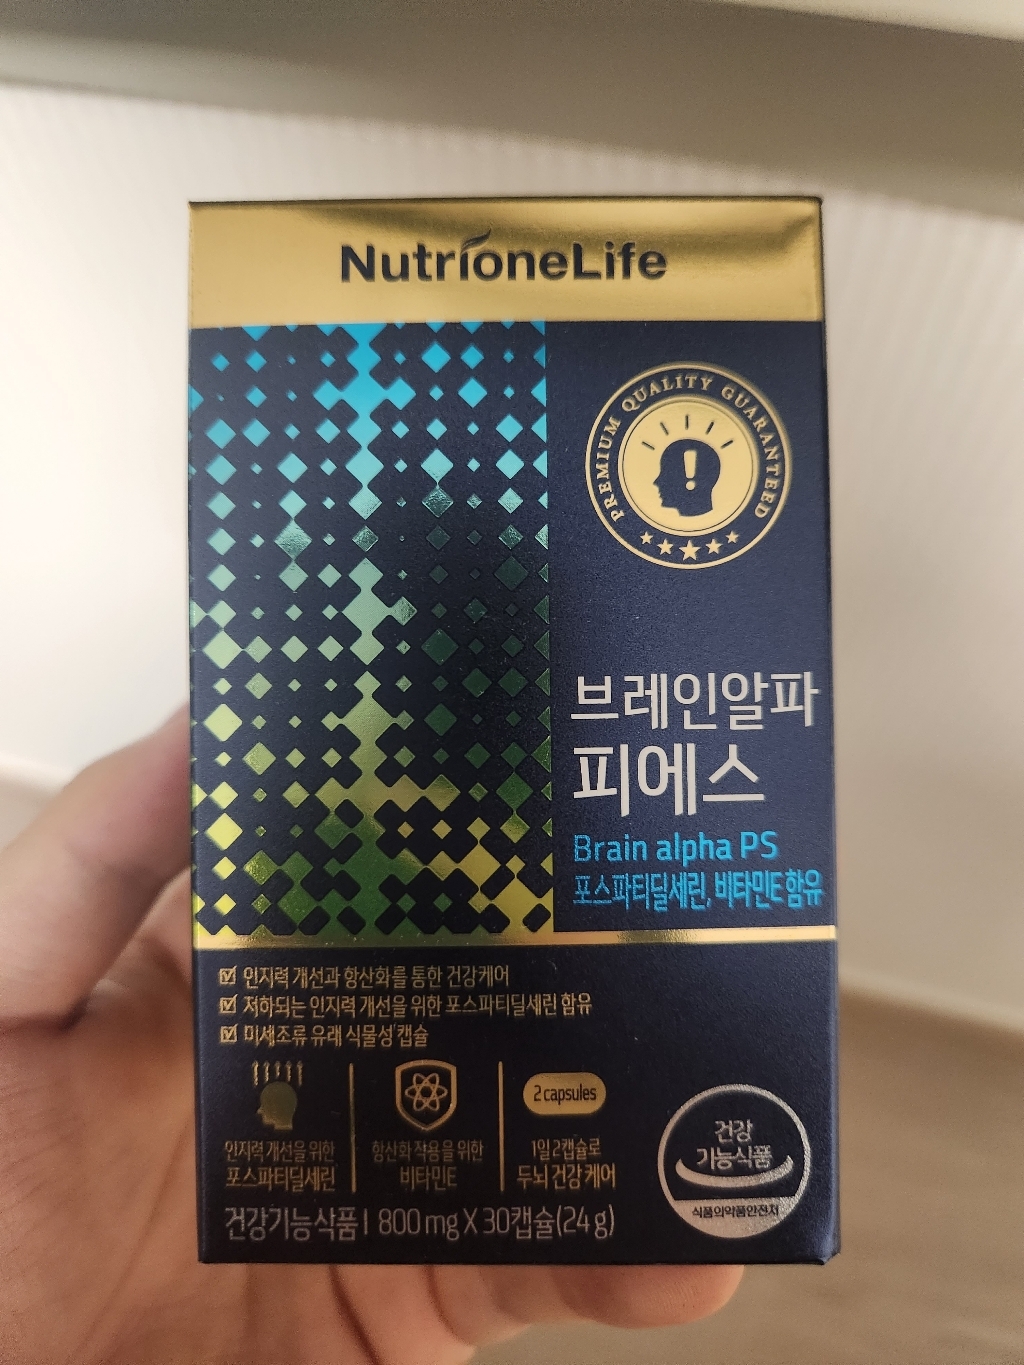 NutrioneLife
PREMIUM QUALITY GUARANTEED
브레인알파
피에스
Brain alpha PS
포스파티딜세린, 비타민E 함유
인지력 개선과 항산화를 통한 건강케어
저하되는 인지력 개선을 위한 포스파티딜세린 함유
미세조류 유래 식물성 캡슐
인지력 개선을 위한
포스파티딜세린
항산화 작용을 위한
비타민E
2 capsules
1일 2캡슐로
두뇌 건강 케어
건강
기능식품
식품의약품안전처
건강기능식품 | 800 mg X 30캡슐(24 g)